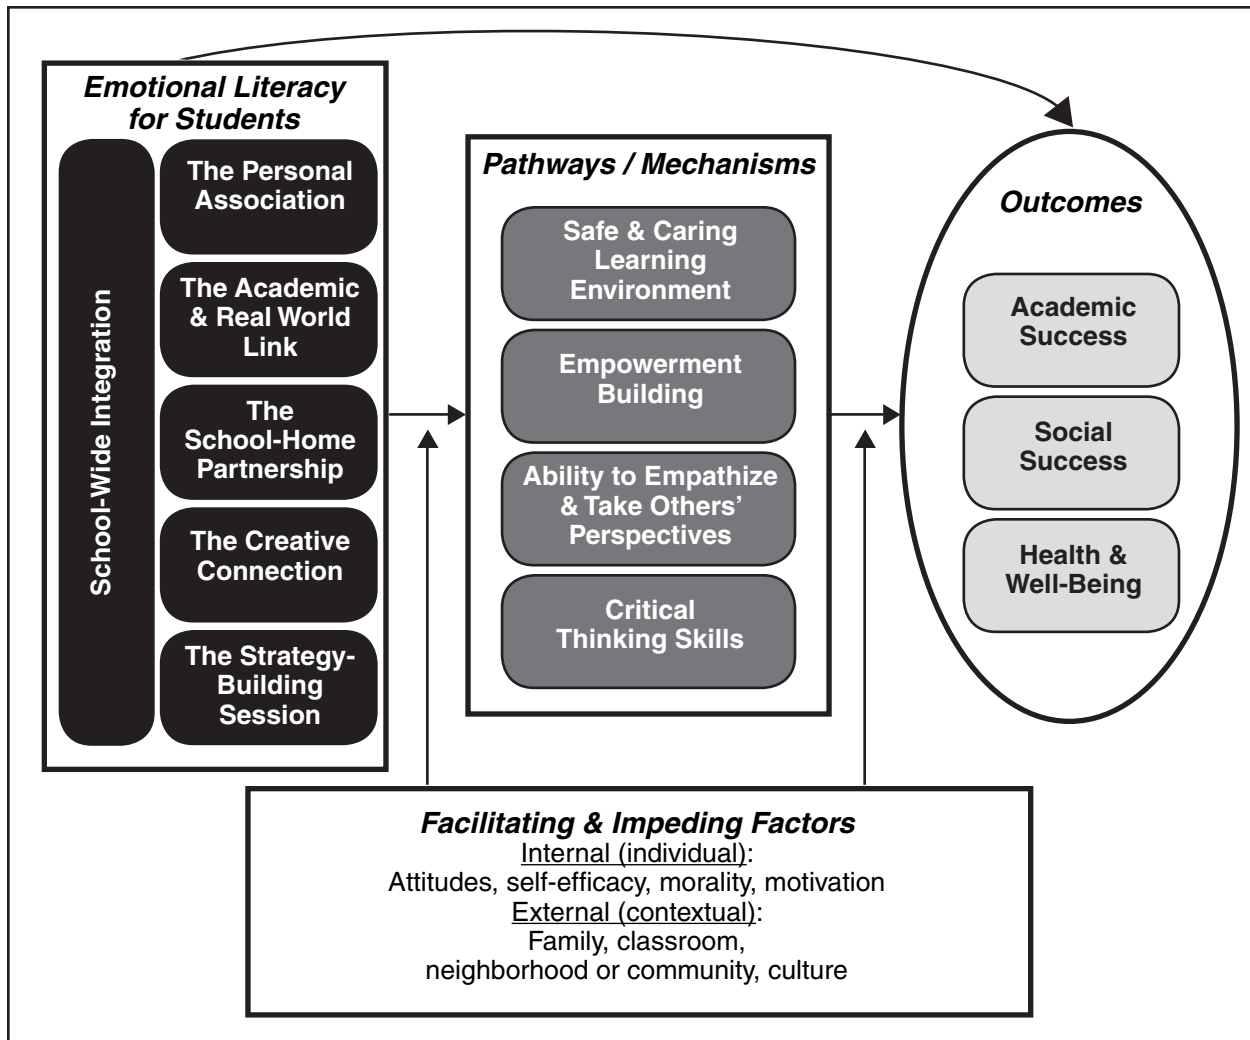 Emotional Literacy
for Students
School-Wide Integration
The Personal
Association
The Academic
& Real World
Link
The
School-Home
Partnership
The Creative
Connection
The Strategy-
Building
Session
Pathways / Mechanisms
Safe & Caring
Learning
Environment
Empowerment
Building
Ability to Empathize
& Take Others’
Perspectives
Critical
Thinking Skills
Outcomes
Academic
Success
Social
Success
Health &
Well-Being
Facilitating & Impeding Factors
Internal (individual):
Attitudes, self-efficacy, morality, motivation
External (contextual):
Family, classroom,
neighborhood or community, culture